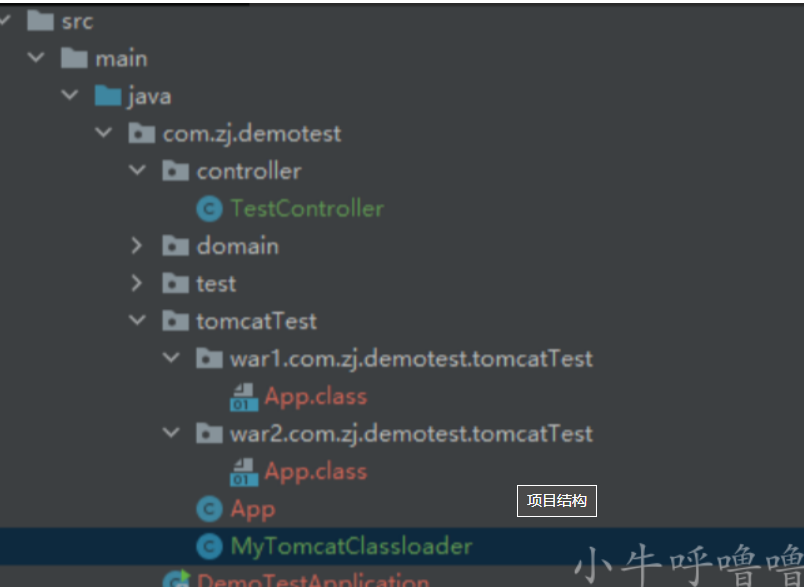 src
main
java
com.zj.demotest
controller
TestController
domain
test
tomcatTest
war1.com.zj.demotest.tomcatTest
App.class
war2.com.zj.demotest.tomcatTest
App.class
App
项目结构
MyTomcatClassloader
DemoTestApplication
小牛呼噜噜